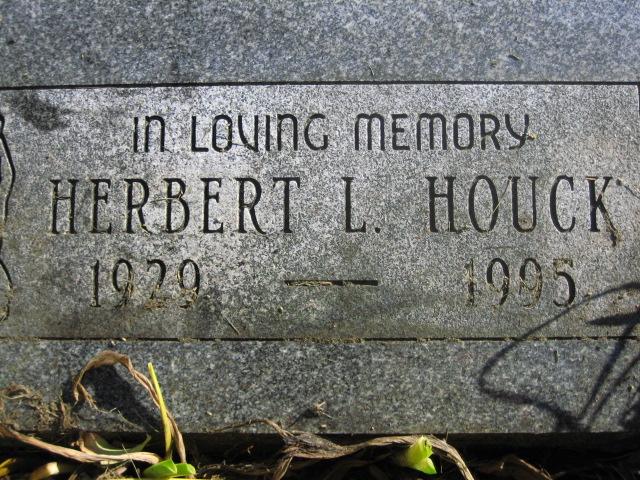 IN LOVING MEMORY
HERBERT L. HOUCK
1929 — 1995